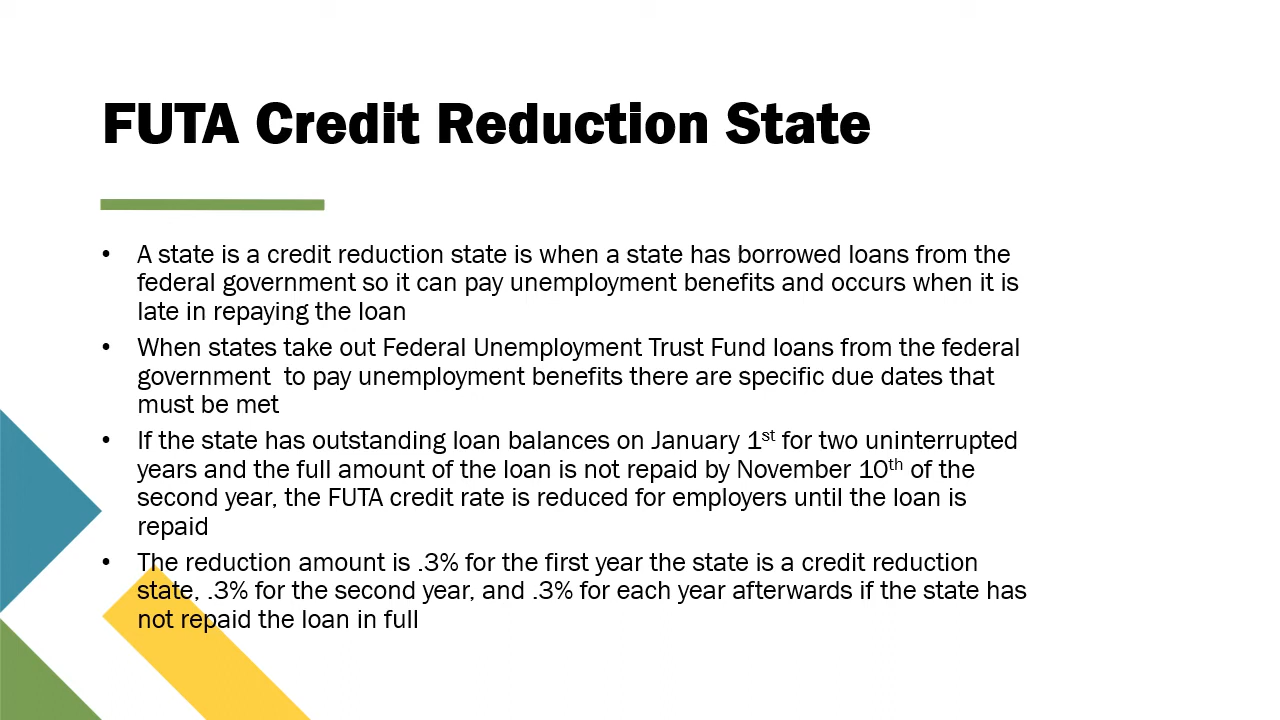 FUTA Credit Reduction State
• A state is a credit reduction state is when a state has borrowed loans from the
federal government so it can pay unemployment benefits and occurs when it is
late in repaying the loan
• When states take out Federal Unemployment Trust Fund loans from the federal
government  to pay unemployment benefits there are specific due dates that
must be met
• If the state has outstanding loan balances on January 1st for two uninterrupted
years and the full amount of the loan is not repaid by November 10th of the
second year, the FUTA credit rate is reduced for employers until the loan is
repaid
• The reduction amount is .3% for the first year the state is a credit reduction
state, .3% for the second year, and .3% for each year afterwards if the state has
not repaid the loan in full